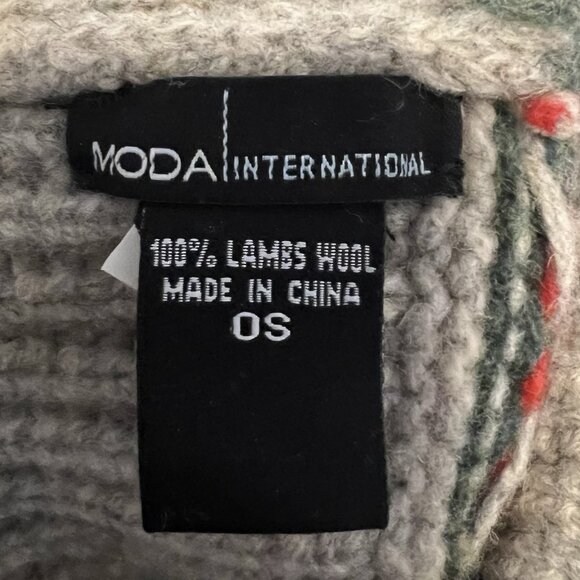 MODA INTERNATIONAL
100% LAMBS WOOL
MADE IN CHINA
OS